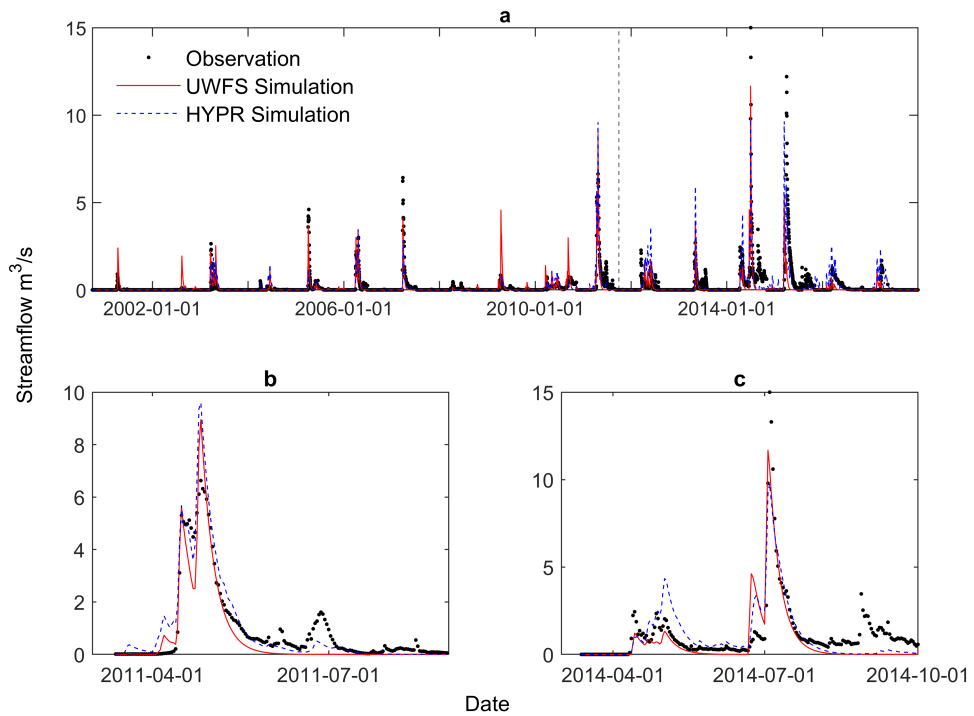 a
15
10
5
0
Observation
UWFS Simulation
HYPR Simulation
2002-01-01
2006-01-01
2010-01-01
2014-01-01
Streamflow m³/s
b
10
8
6
4
2
0
2011-04-01
2011-07-01
c
15
10
5
0
2014-04-01
2014-07-01
2014-10-01
Date